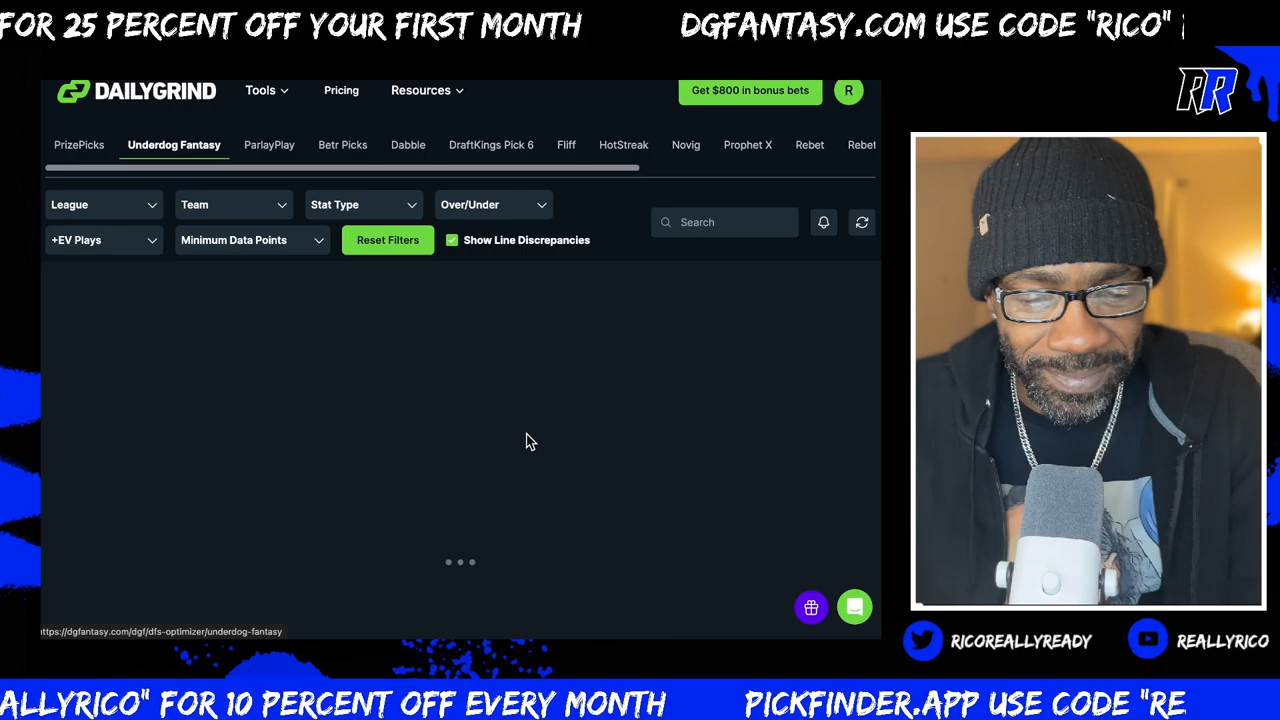 FOR 25 PERCENT OFF YOUR FIRST MONTH DGFANTASY.COM USE CODE "RICO"
DAILYGRIND Tools Pricing Resources Get $800 in bonus bets R
RR
PrizePicks Underdog Fantasy ParlayPlay Betr Picks Dabble DraftKings Pick 6 Fliff HotStreak Novig Prophet X Rebet Rebet
League Team Stat Type Over/Under
Search
+EV Plays Minimum Data Points Reset Filters Show Line Discrepancies
https://dgfantasy.com/dgf/dfs-optimizer/underdog-fantasy
RICOREALLYREADY REALLYRICO
ALLYRICO" FOR 10 PERCENT OFF EVERY MONTH PICKFINDER.APP USE CODE "RE